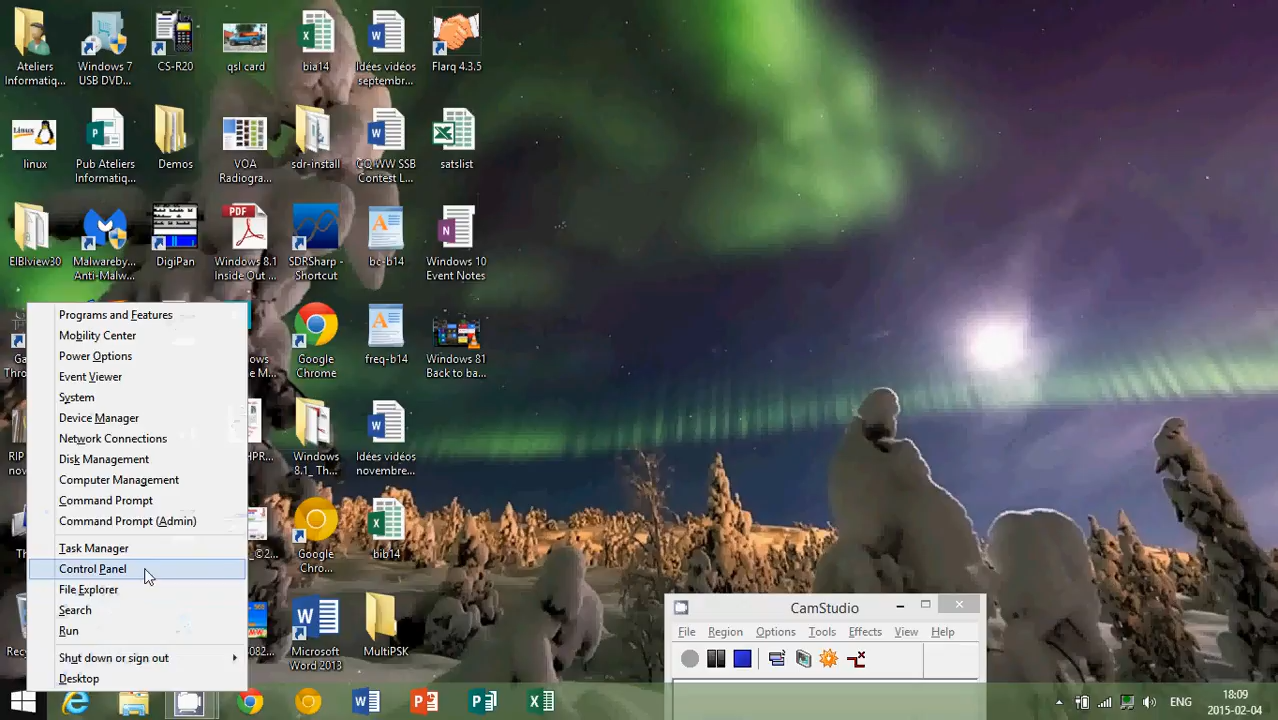 Ateliers
Informatiq...
Windows 7
USB DVD...
CS-R20
qsl card
bia14
Idées vidéos
septembr...
Flarq 4.3.5
Linux
linux
Pub Ateliers
Informatiq...
Demos
VOA
Radiogra...
sdr-install
CQ WW SSB
Contest L...
satslist
EIBIview30
Malwareby...
Anti-Malw...
DigiPan
PDF
Windows 8.1
Inside Out ...
SDRSharp -
Shortcut
bc-b14
Windows 10
Event Notes
Google
Chrome
freq-b14
Windows 81
Back to ba...
Windows
8.1_ Th...
Idées vidéos
novembre...
Google
Chro...
bib14
Microsoft
Word 2013
MultiPSK
Programs and Features
Mobility Center
Power Options
Event Viewer
System
Device Manager
Network Connections
Disk Management
Computer Management
Command Prompt
Command Prompt (Admin)
Task Manager
Control Panel
File Explorer
Search
Run
Shut down or sign out
Desktop
CamStudio
File Region Options Tools Effects View Help
ENG
18:09
2015-02-04